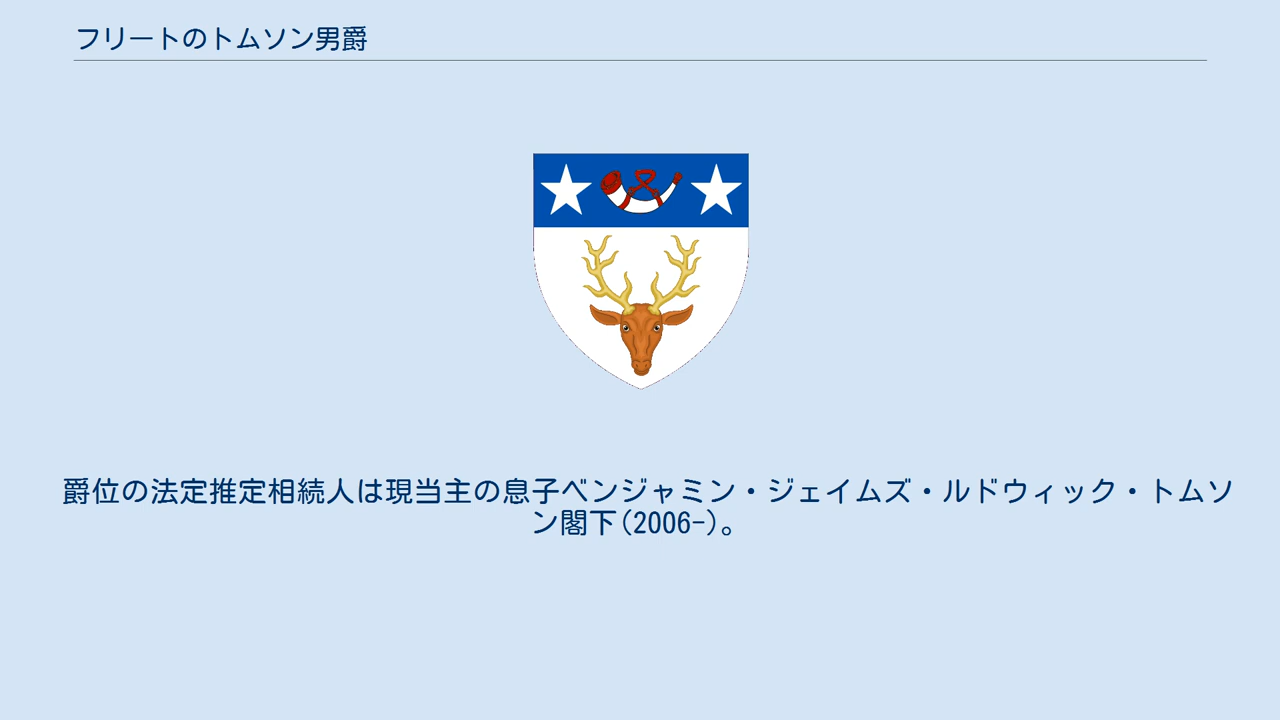 フリートのトムソン男爵
爵位の法定推定相続人は現当主の息子ベンジャミン・ジェイムズ・ルドウィック・トムソ
ン閣下(2006-)。